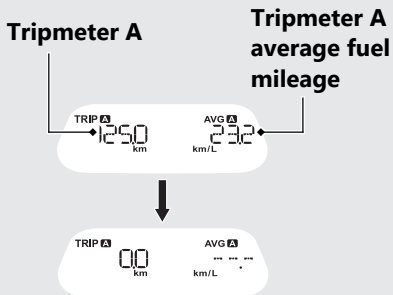 Tripmeter A
Tripmeter A
average fuel
mileage
TRIP A
125.0
km
AVG A
23.2
km/L
TRIP A
0.0
km
AVG A
--.-
km/L